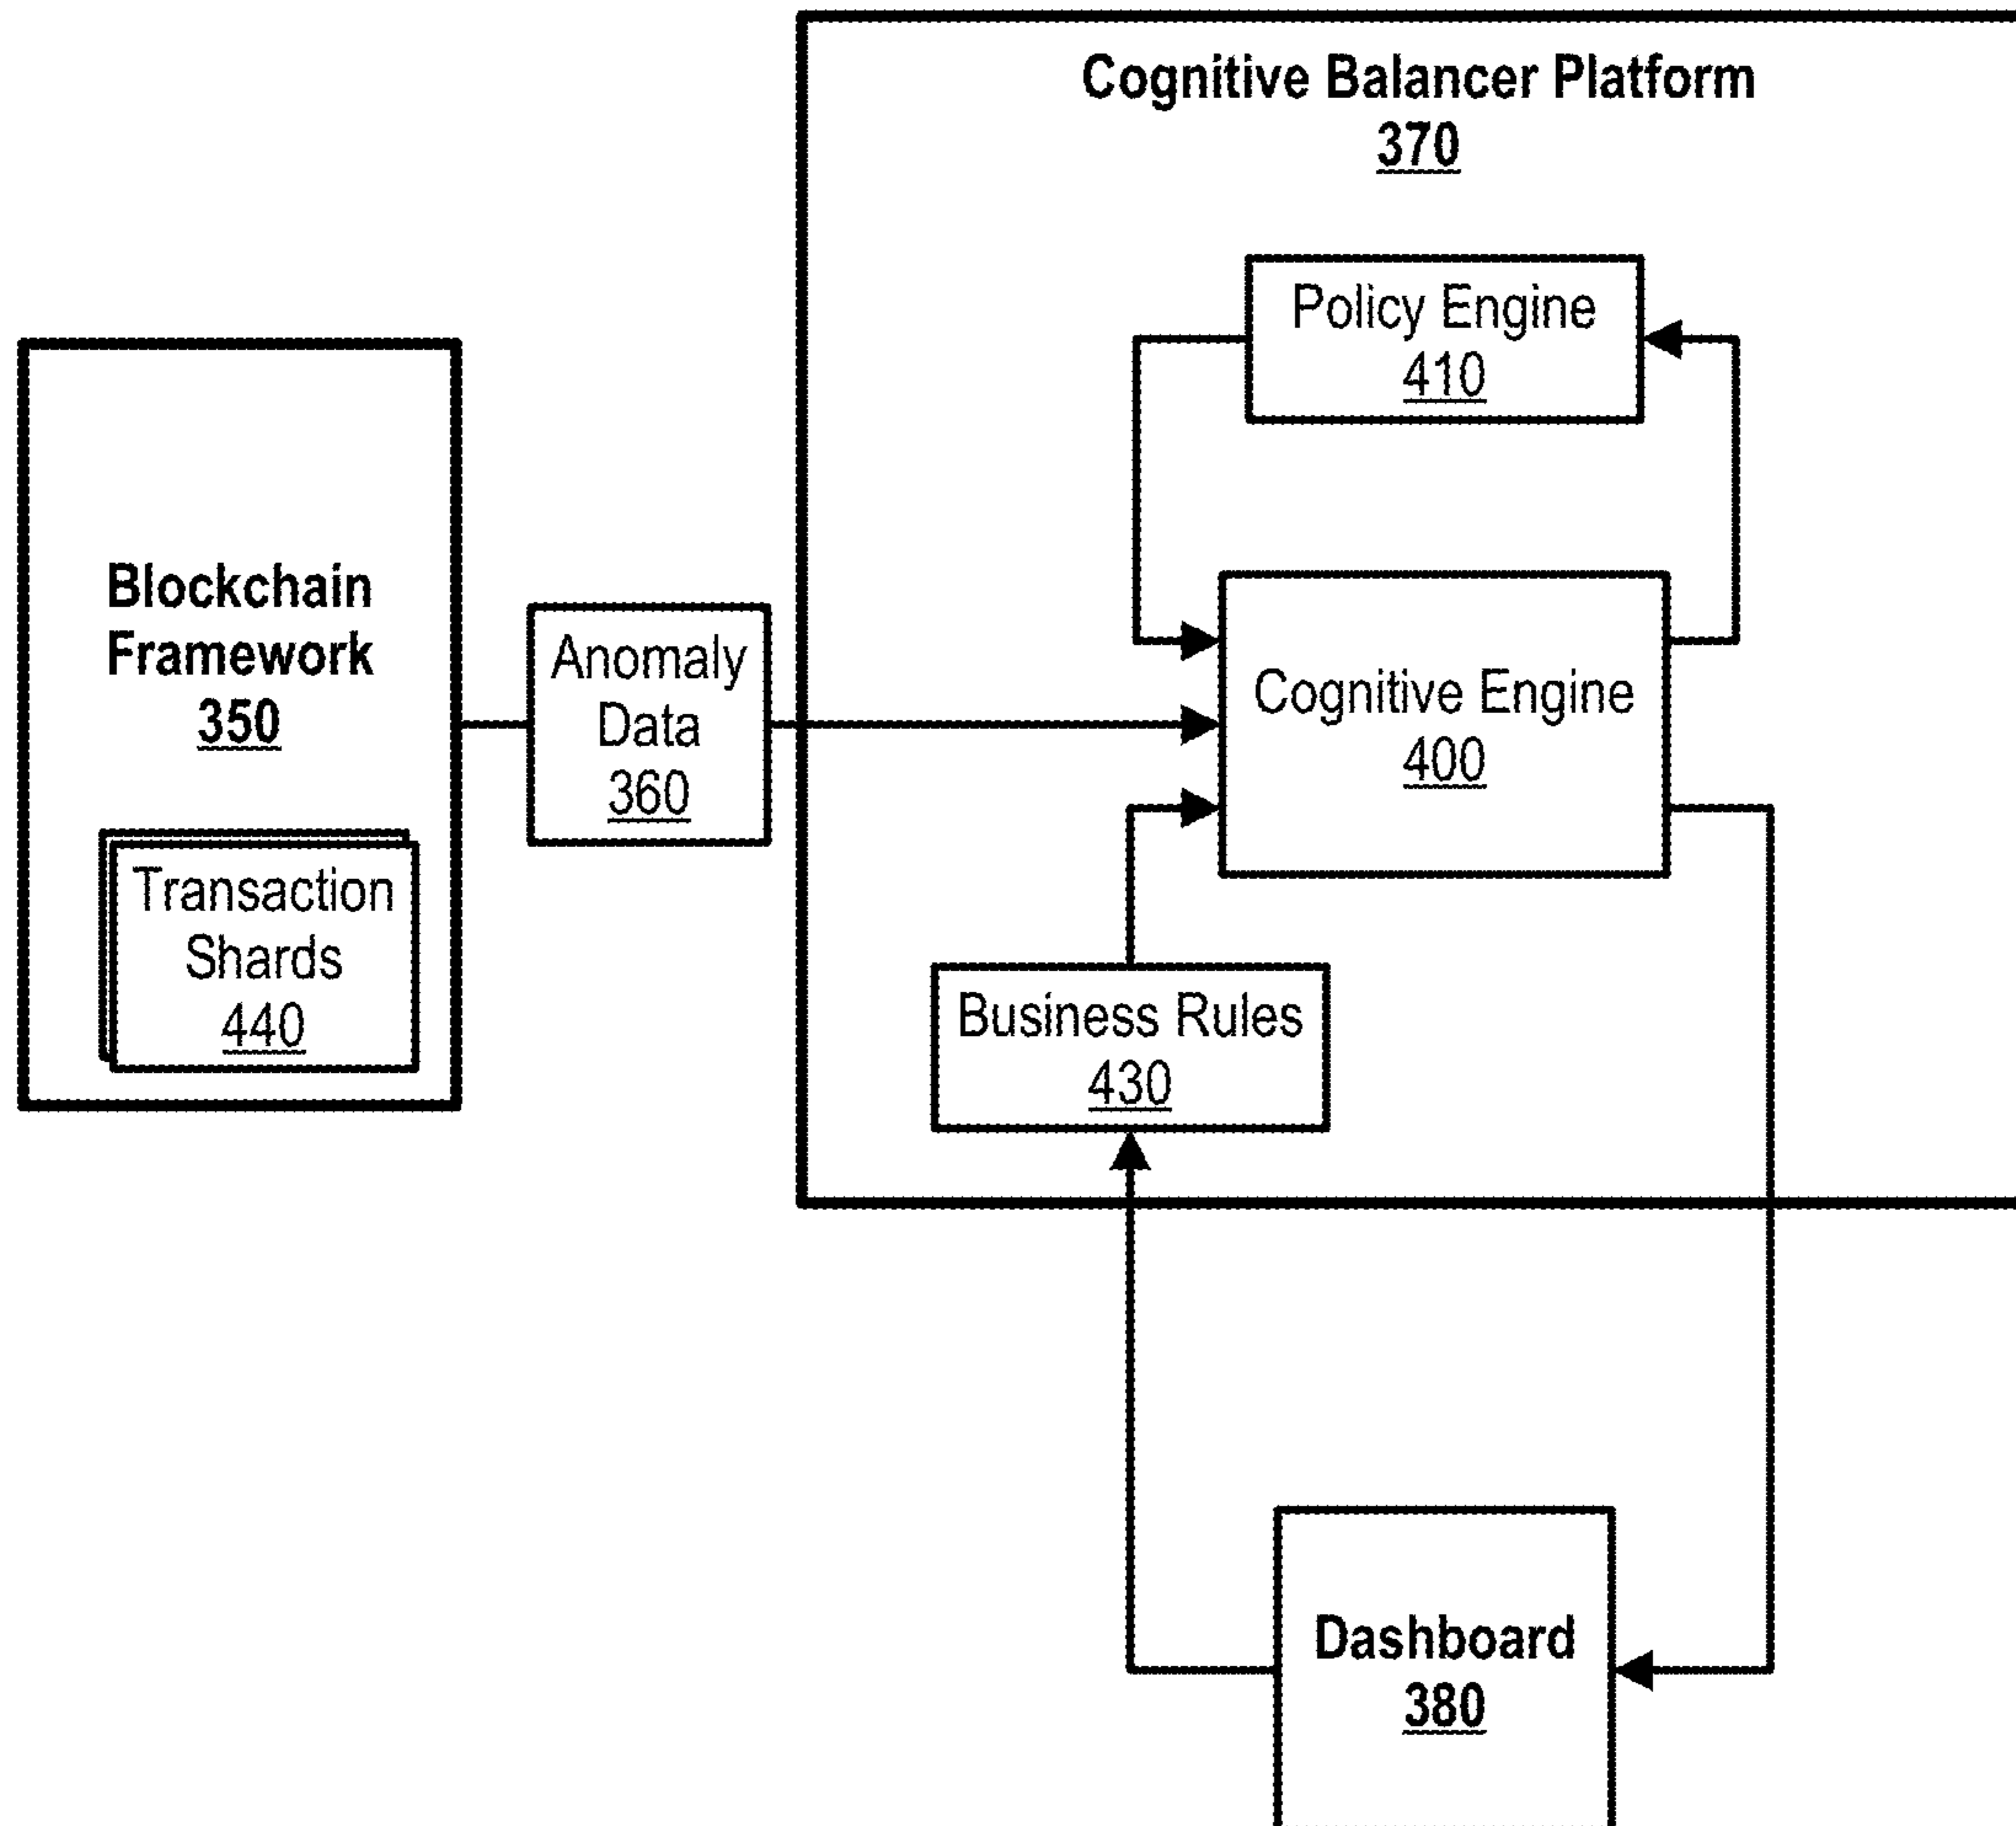 Cognitive Balancer Platform
370
Policy Engine
410
Blockchain
Framework
350
Anomaly
Data
360
Cognitive Engine
400
Transaction
Shards
440
Business Rules
430
Dashboard
380